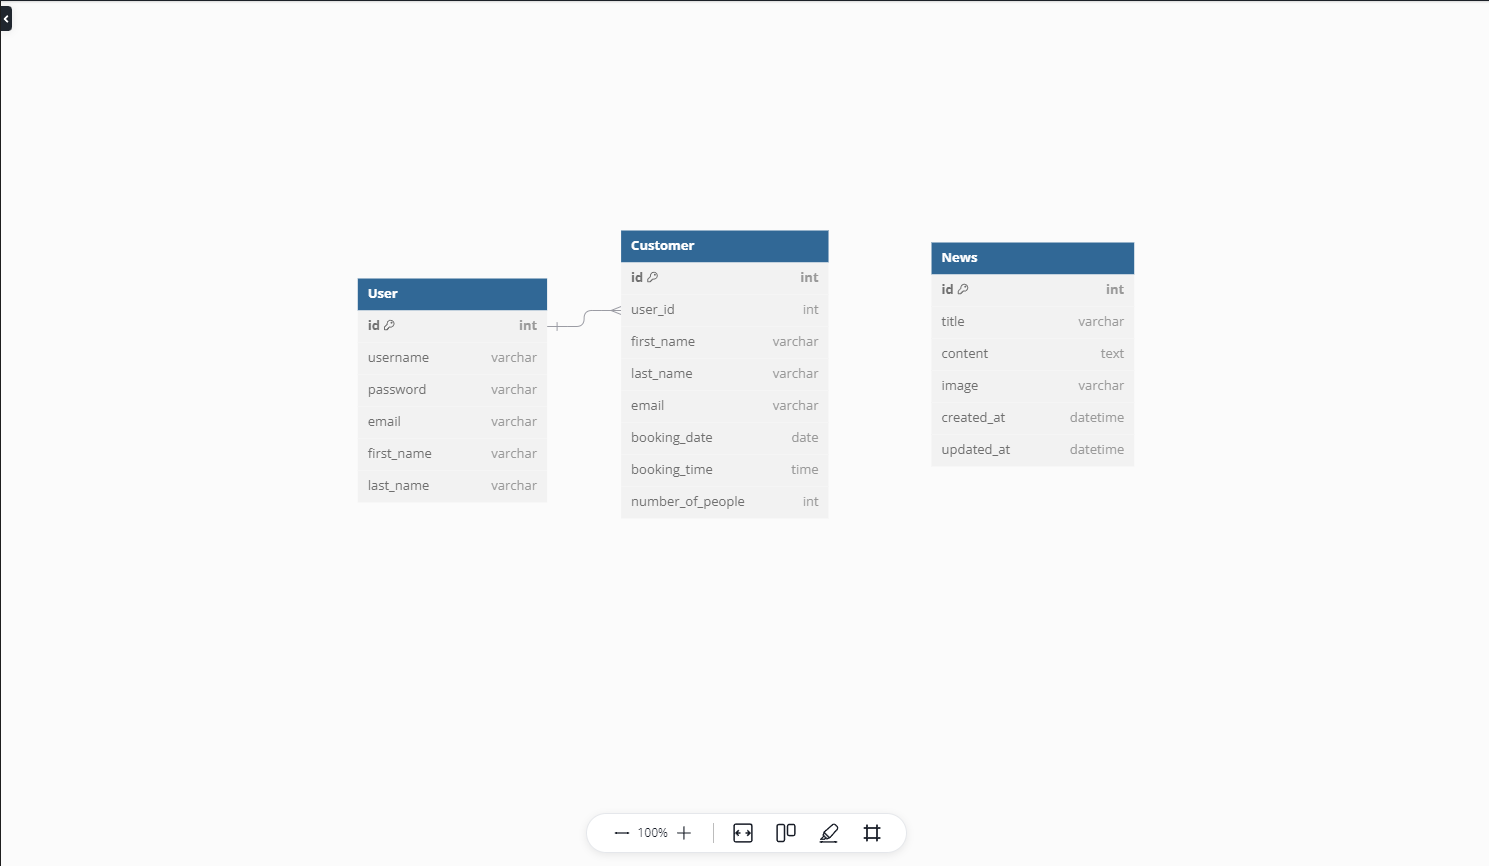 User
id int
username varchar
password varchar
email varchar
first_name varchar
last_name varchar
Customer
id int
user_id int
first_name varchar
last_name varchar
email varchar
booking_date date
booking_time time
number_of_people int
News
id int
title varchar
content text
image varchar
created_at datetime
updated_at datetime
100%